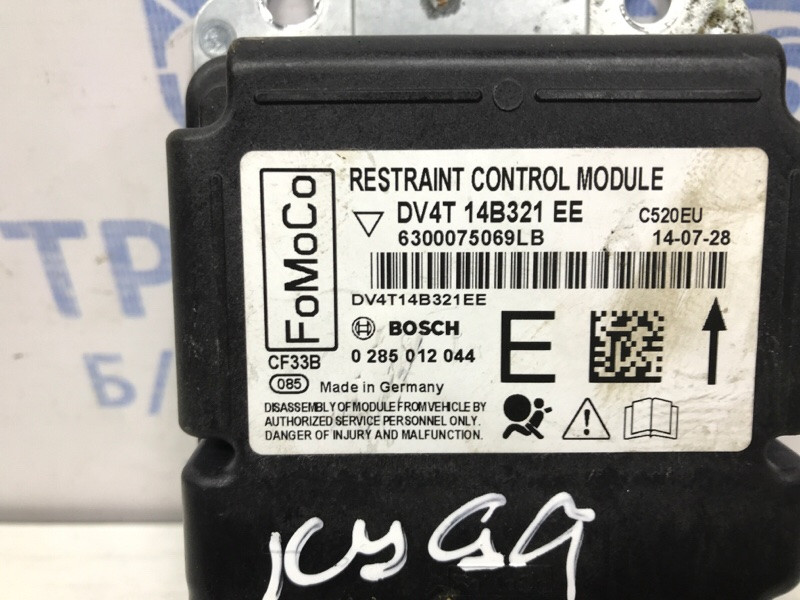 FoMoCo
RESTRAINT CONTROL MODULE
DV4T 14B321 EE C520EU
6300075069LB 14-07-28
DV4T14B321EE
BOSCH E
CF33B 0 285 012 044
085 Made in Germany
DISASSEMBLY OF MODULE FROM VEHICLE BY
AUTHORIZED SERVICE PERSONNEL ONLY.
DANGER OF INJURY AND MALFUNCTION.